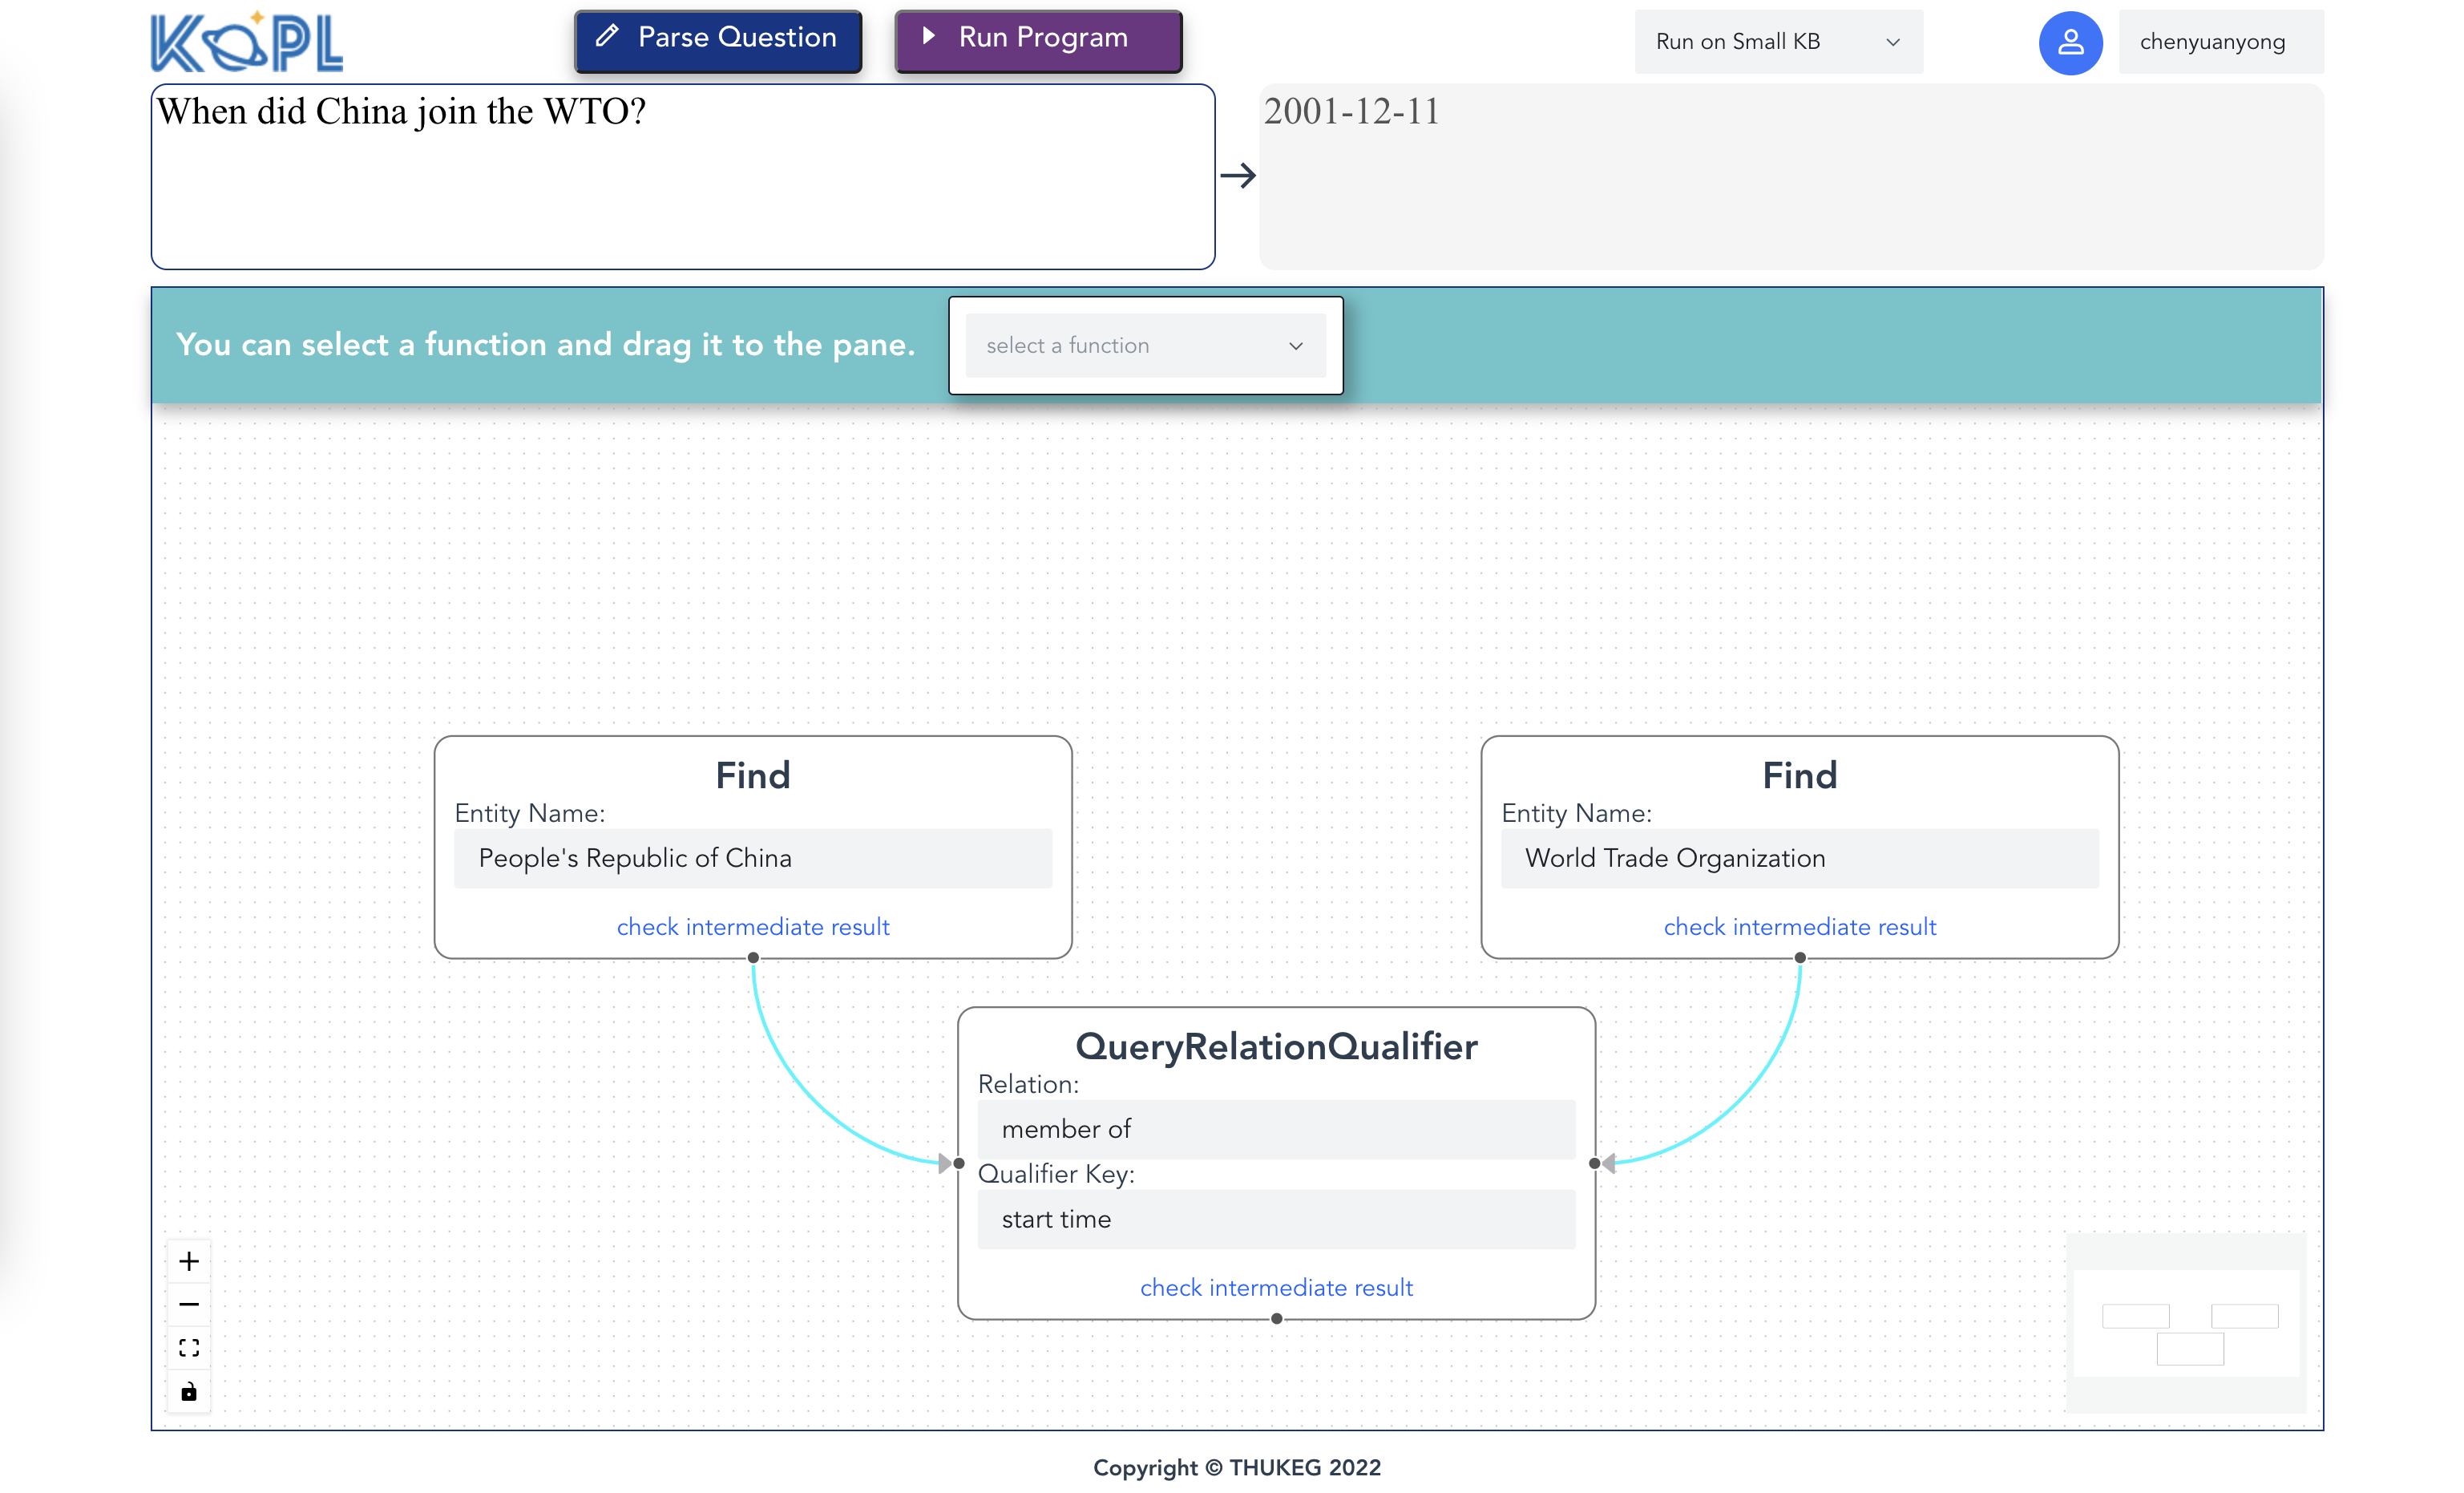 KOPL
Parse Question
Run Program
Run on Small KB
chenyuanyong
When did China join the WTO?
2001-12-11
You can select a function and drag it to the pane.
select a function
Find
Entity Name:
People's Republic of China
check intermediate result
Find
Entity Name:
World Trade Organization
check intermediate result
QueryRelationQualifier
Relation:
member of
Qualifier Key:
start time
check intermediate result
Copyright © THUKEG 2022